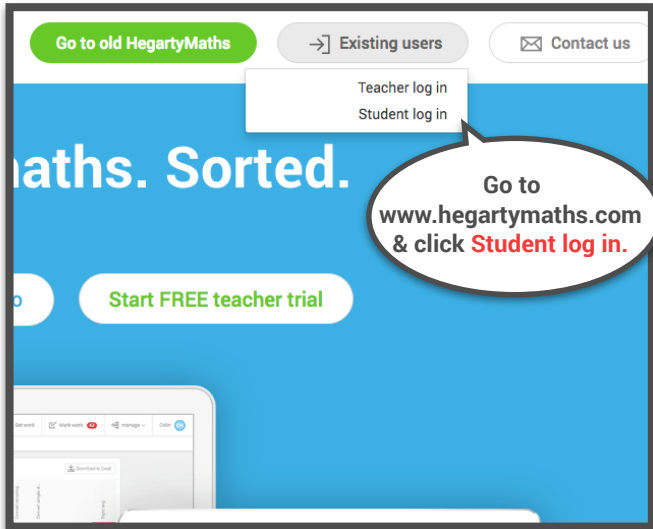 Go to old HegartyMaths
Existing users
Contact us
Teacher log in
Student log in
aths. Sorted.
Go to
www.hegartymaths.com
& click Student log in.
o
Start FREE teacher trial
Set work
Mark work
manage
Colin
Download to Excel